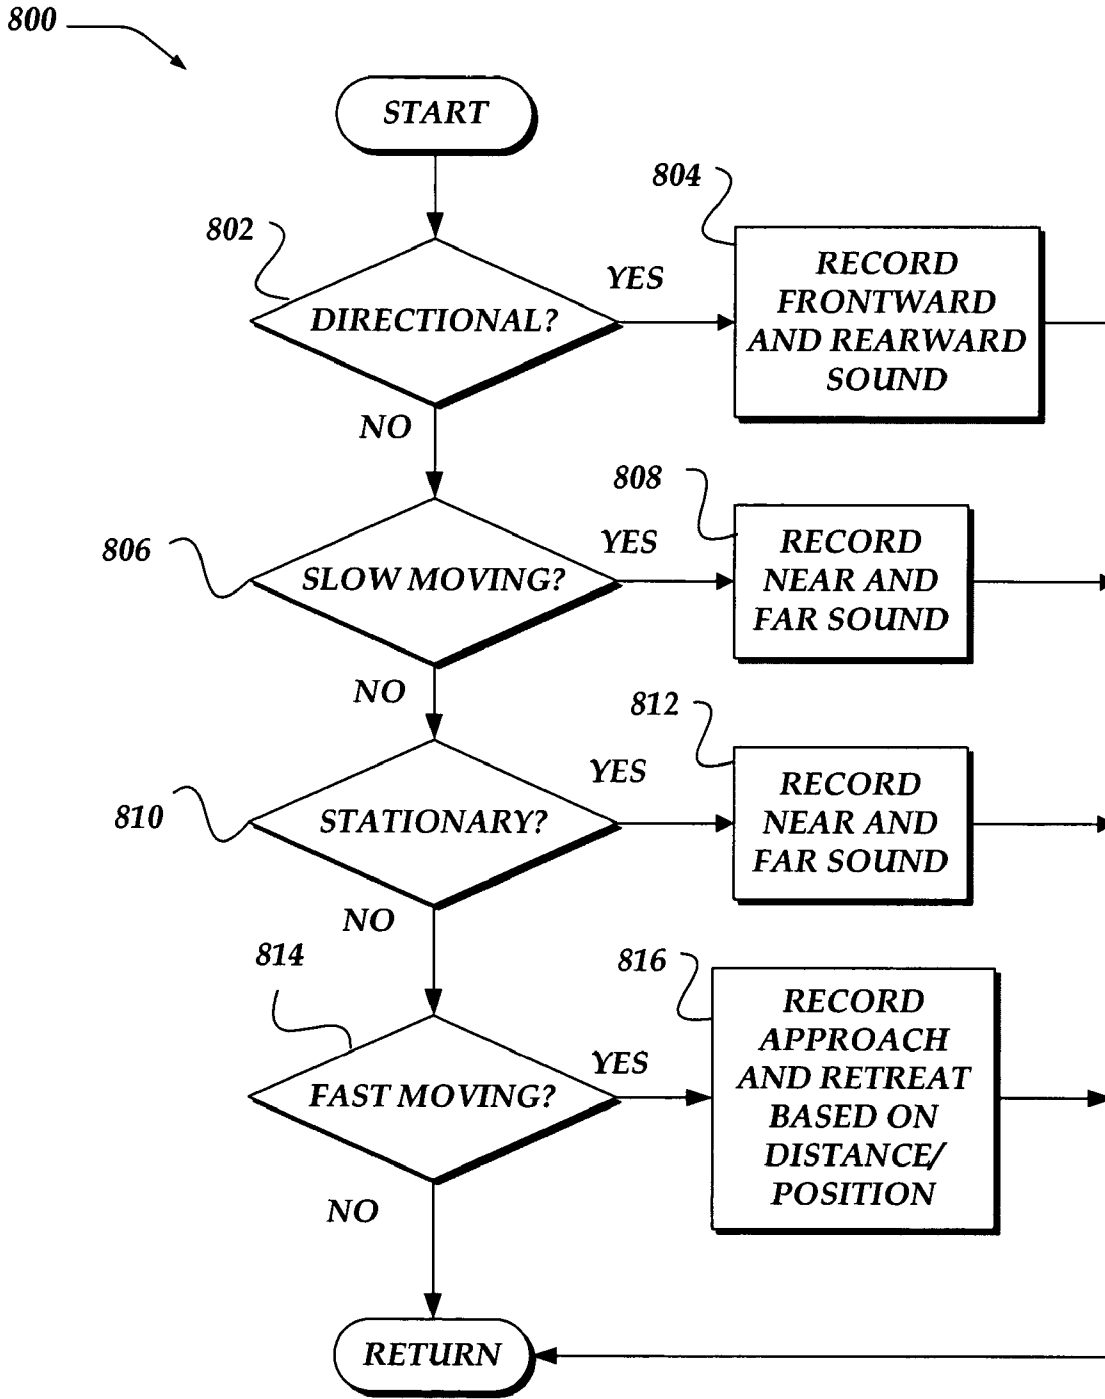 800
START
802
DIRECTIONAL?
YES
804
RECORD
FRONTWARD
AND REARWARD
SOUND
NO
806
SLOW MOVING?
YES
808
RECORD
NEAR AND
FAR SOUND
NO
810
STATIONARY?
YES
812
RECORD
NEAR AND
FAR SOUND
NO
814
FAST MOVING?
YES
816
RECORD
APPROACH
AND RETREAT
BASED ON
DISTANCE/
POSITION
NO
RETURN